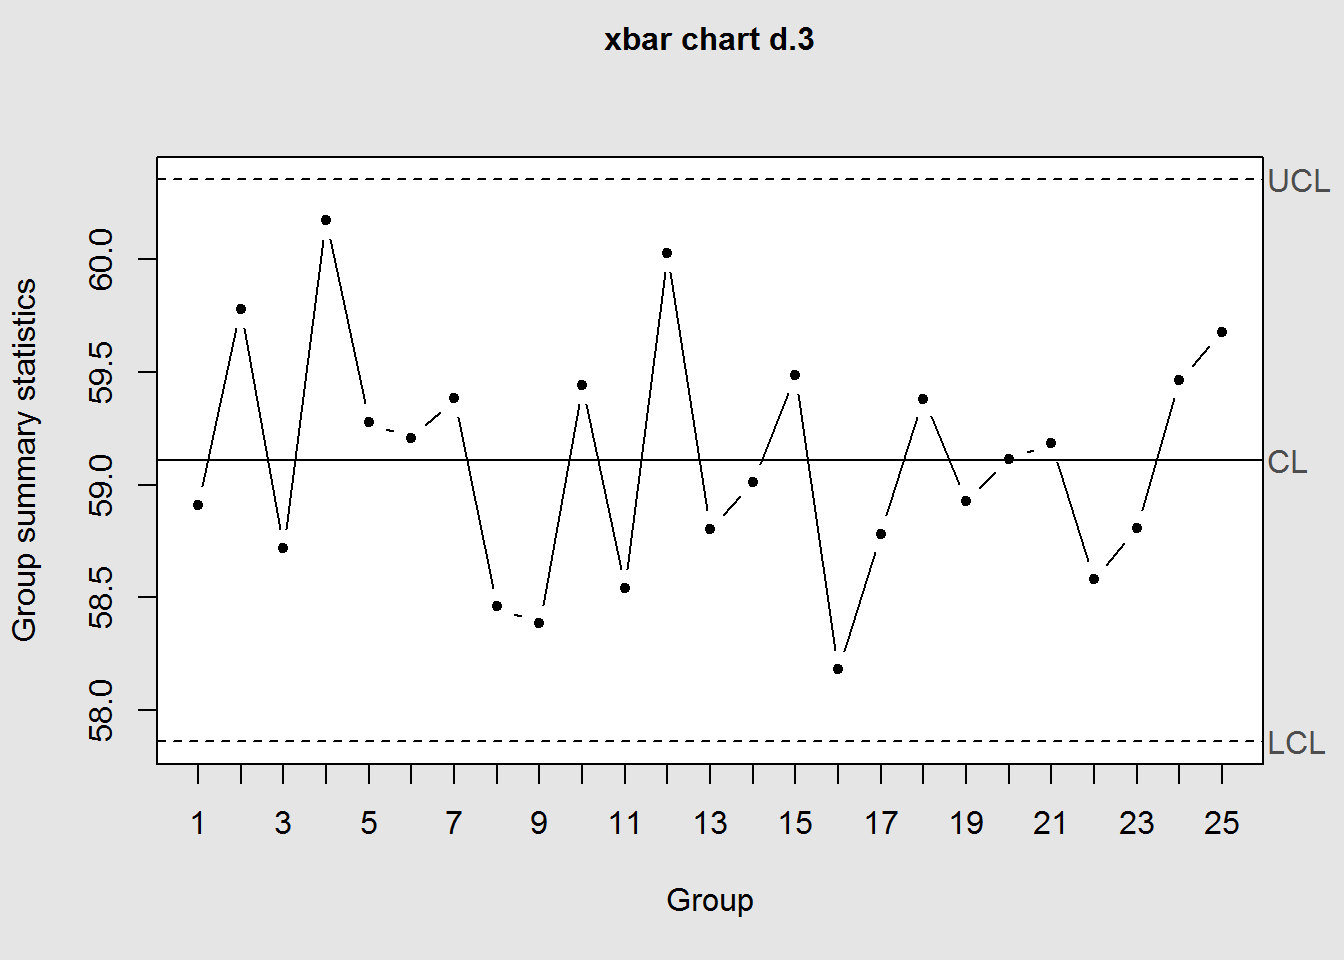 xbar chart d.3
UCL
60.0
59.5
CL
59.0
58.5
58.0
LCL
Group summary statistics
1 3 5 7 9 11 13 15 17 19 21 23 25
Group